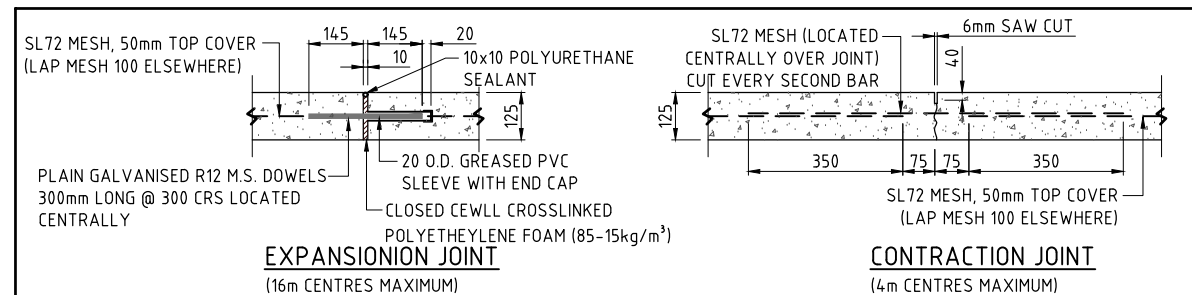 145
145
20
10
SL72 MESH, 50mm TOP COVER
(LAP MESH 100 ELSEWHERE)
10x10 POLYURETHANE
SEALANT
125
PLAIN GALVANISED R12 M.S. DOWELS
300mm LONG @ 300 CRS LOCATED
CENTRALLY
20 O.D. GREASED PVC
SLEEVE WITH END CAP
CLOSED CEWLL CROSSLINKED
POLYETHEYLENE FOAM (85-15kg/m³)
EXPANSIONION JOINT
(16m CENTRES MAXIMUM)
SL72 MESH (LOCATED
CENTRALLY OVER JOINT)
CUT EVERY SECOND BAR
6mm SAW CUT
40
125
350
75
75
350
SL72 MESH, 50mm TOP COVER
(LAP MESH 100 ELSEWHERE)
CONTRACTION JOINT
(4m CENTRES MAXIMUM)